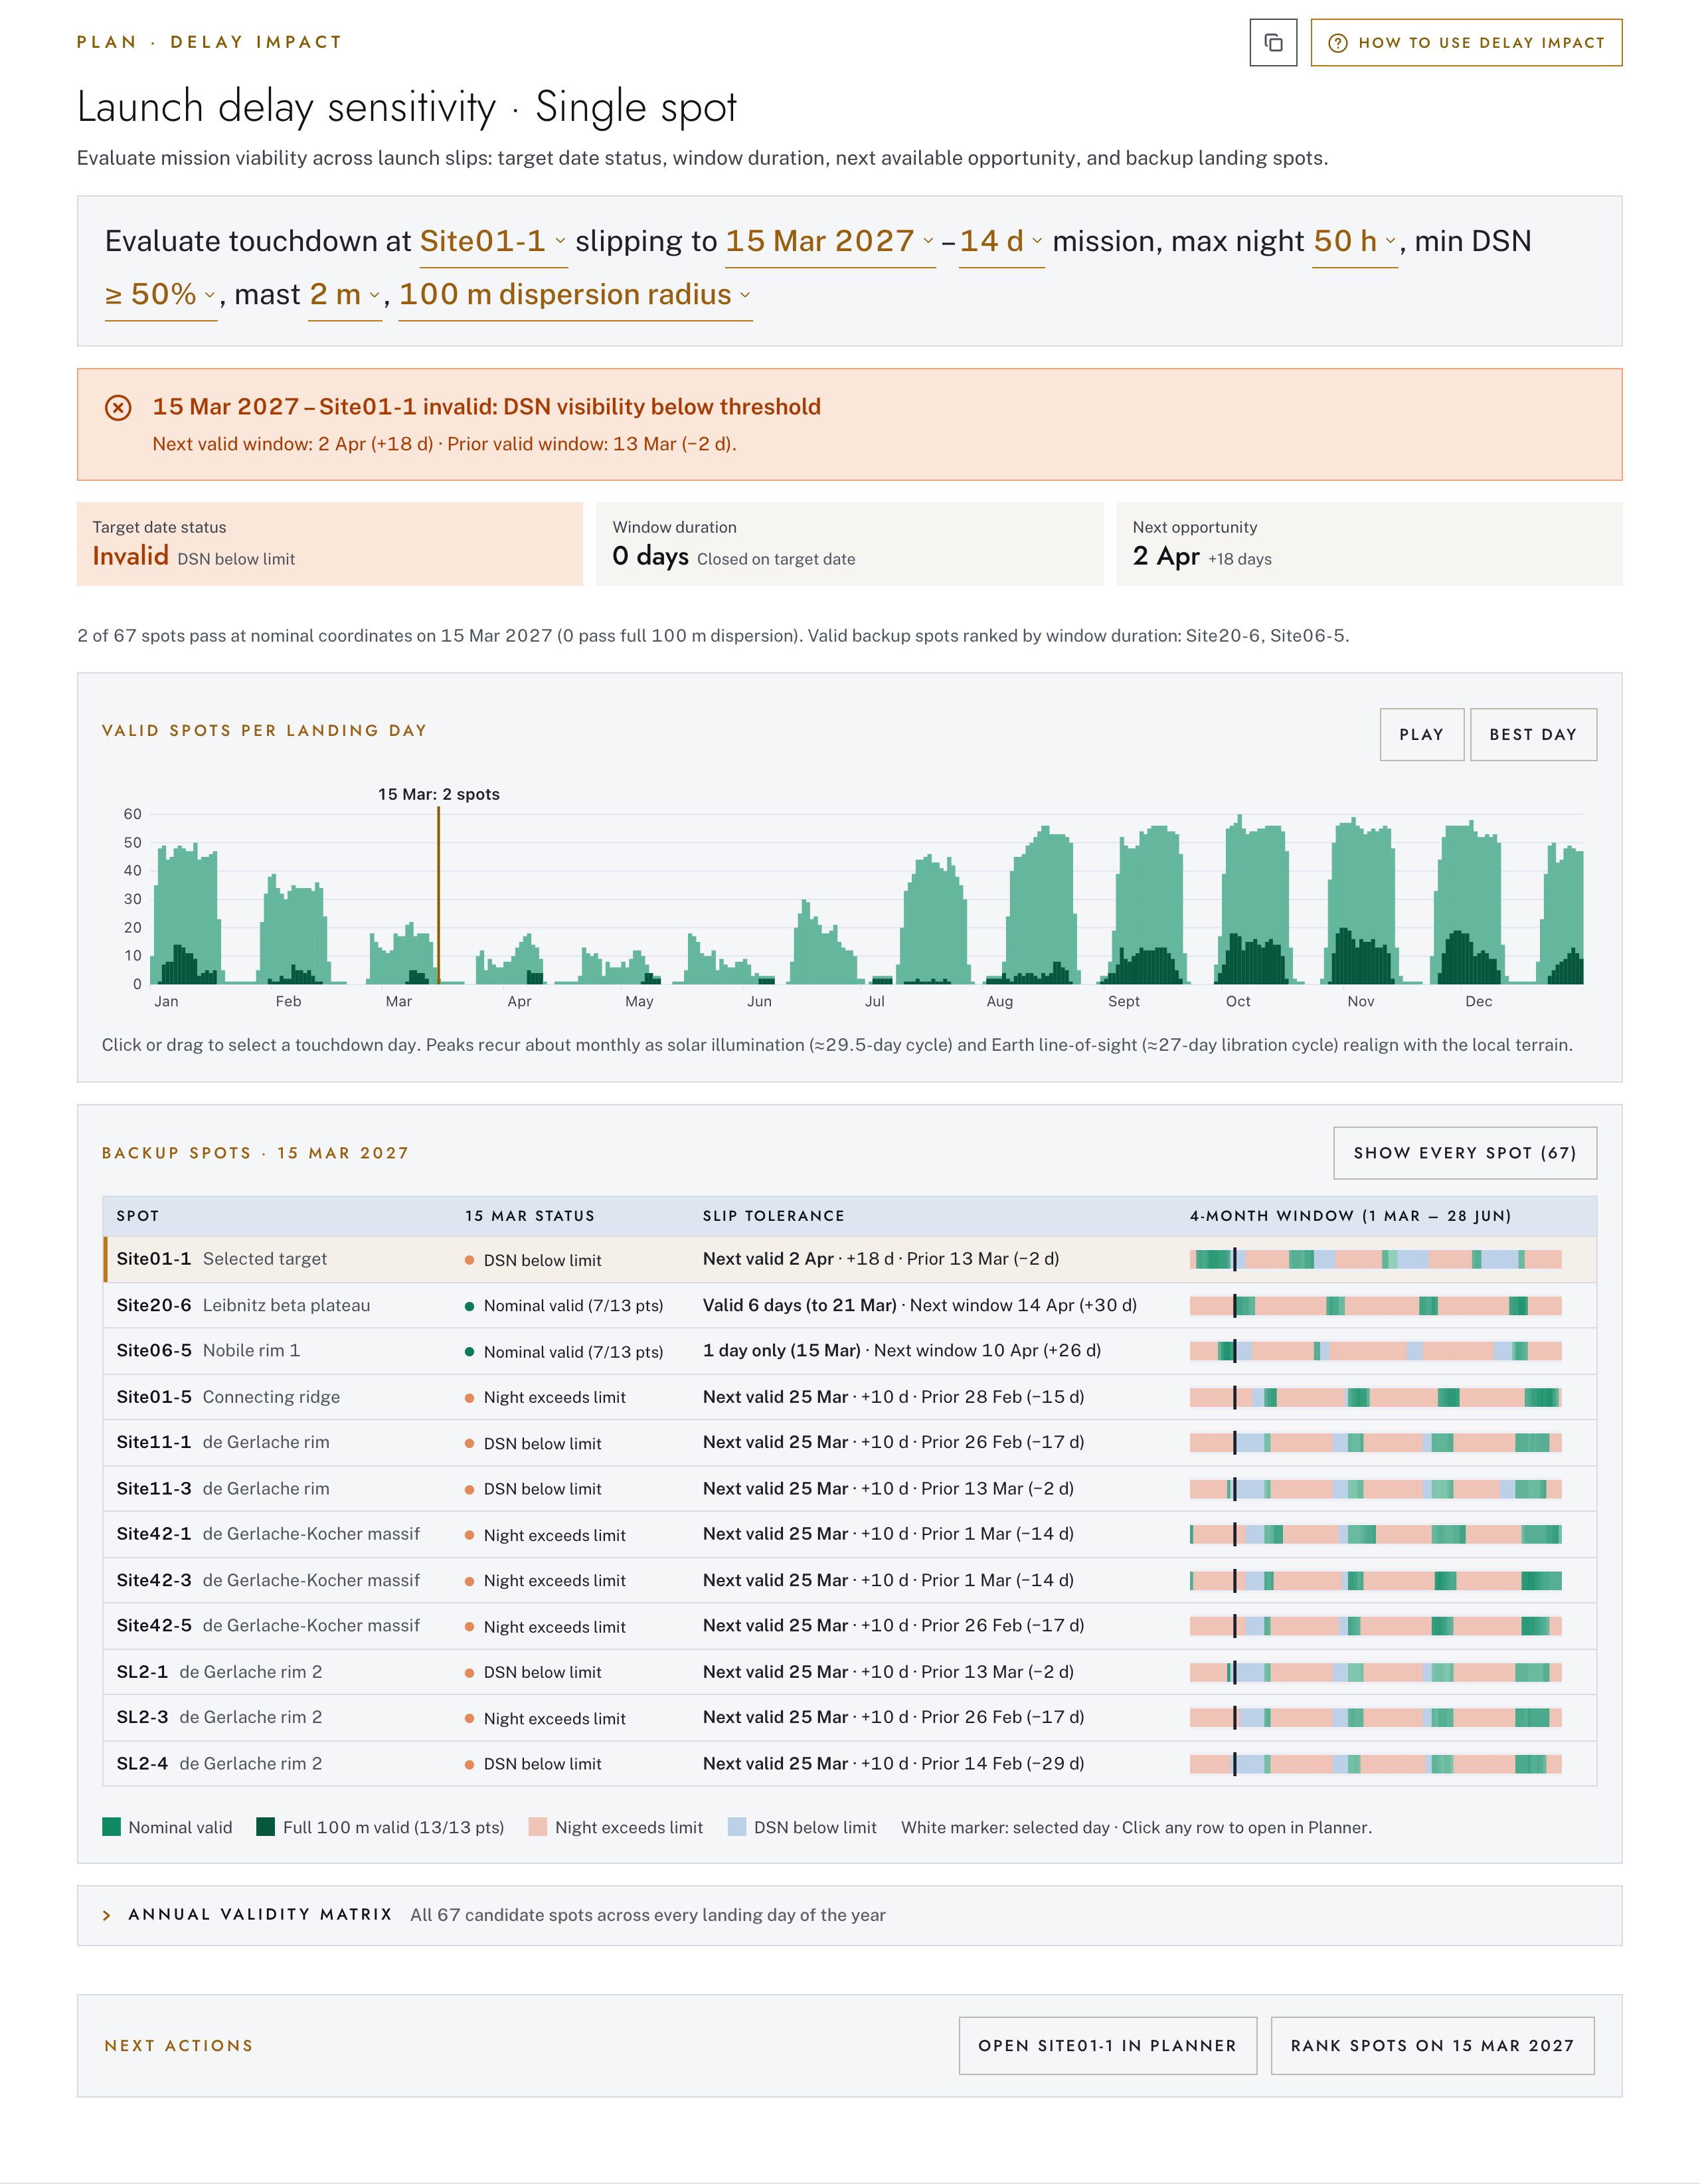 PLAN · DELAY IMPACT
HOW TO USE DELAY IMPACT
Launch delay sensitivity · Single spot
Evaluate mission viability across launch slips: target date status, window duration, next available opportunity, and backup landing spots.
Evaluate touchdown at Site01-1 slipping to 15 Mar 2027 – 14 d mission, max night 50 h, min DSN
≥ 50%, mast 2 m, 100 m dispersion radius
15 Mar 2027 – Site01-1 invalid: DSN visibility below threshold
Next valid window: 2 Apr (+18 d) · Prior valid window: 13 Mar (−2 d).
Target date status
Invalid DSN below limit
Window duration
0 days Closed on target date
Next opportunity
2 Apr +18 days
2 of 67 spots pass at nominal coordinates on 15 Mar 2027 (0 pass full 100 m dispersion). Valid backup spots ranked by window duration: Site20-6, Site06-5.
VALID SPOTS PER LANDING DAY
PLAY
BEST DAY
15 Mar: 2 spots
60
50
40
30
20
10
0
Jan Feb Mar Apr May Jun Jul Aug Sept Oct Nov Dec
Click or drag to select a touchdown day. Peaks recur about monthly as solar illumination (≈29.5-day cycle) and Earth line-of-sight (≈27-day libration cycle) realign with the local terrain.
BACKUP SPOTS · 15 MAR 2027
SHOW EVERY SPOT (67)
SPOT 15 MAR STATUS SLIP TOLERANCE 4-MONTH WINDOW (1 MAR – 28 JUN)
Site01-1 Selected target DSN below limit Next valid 2 Apr · +18 d · Prior 13 Mar (−2 d)
Site20-6 Leibnitz beta plateau Nominal valid (7/13 pts) Valid 6 days (to 21 Mar) · Next window 14 Apr (+30 d)
Site06-5 Nobile rim 1 Nominal valid (7/13 pts) 1 day only (15 Mar) · Next window 10 Apr (+26 d)
Site01-5 Connecting ridge Night exceeds limit Next valid 25 Mar · +10 d · Prior 28 Feb (−15 d)
Site11-1 de Gerlache rim DSN below limit Next valid 25 Mar · +10 d · Prior 26 Feb (−17 d)
Site11-3 de Gerlache rim DSN below limit Next valid 25 Mar · +10 d · Prior 13 Mar (−2 d)
Site42-1 de Gerlache-Kocher massif Night exceeds limit Next valid 25 Mar · +10 d · Prior 1 Mar (−14 d)
Site42-3 de Gerlache-Kocher massif Night exceeds limit Next valid 25 Mar · +10 d · Prior 1 Mar (−14 d)
Site42-5 de Gerlache-Kocher massif Night exceeds limit Next valid 25 Mar · +10 d · Prior 26 Feb (−17 d)
SL2-1 de Gerlache rim 2 DSN below limit Next valid 25 Mar · +10 d · Prior 13 Mar (−2 d)
SL2-3 de Gerlache rim 2 Night exceeds limit Next valid 25 Mar · +10 d · Prior 26 Feb (−17 d)
SL2-4 de Gerlache rim 2 DSN below limit Next valid 25 Mar · +10 d · Prior 14 Feb (−29 d)
Nominal valid Full 100 m valid (13/13 pts) Night exceeds limit DSN below limit White marker: selected day · Click any row to open in Planner.
ANNUAL VALIDITY MATRIX All 67 candidate spots across every landing day of the year
NEXT ACTIONS
OPEN SITE01-1 IN PLANNER
RANK SPOTS ON 15 MAR 2027